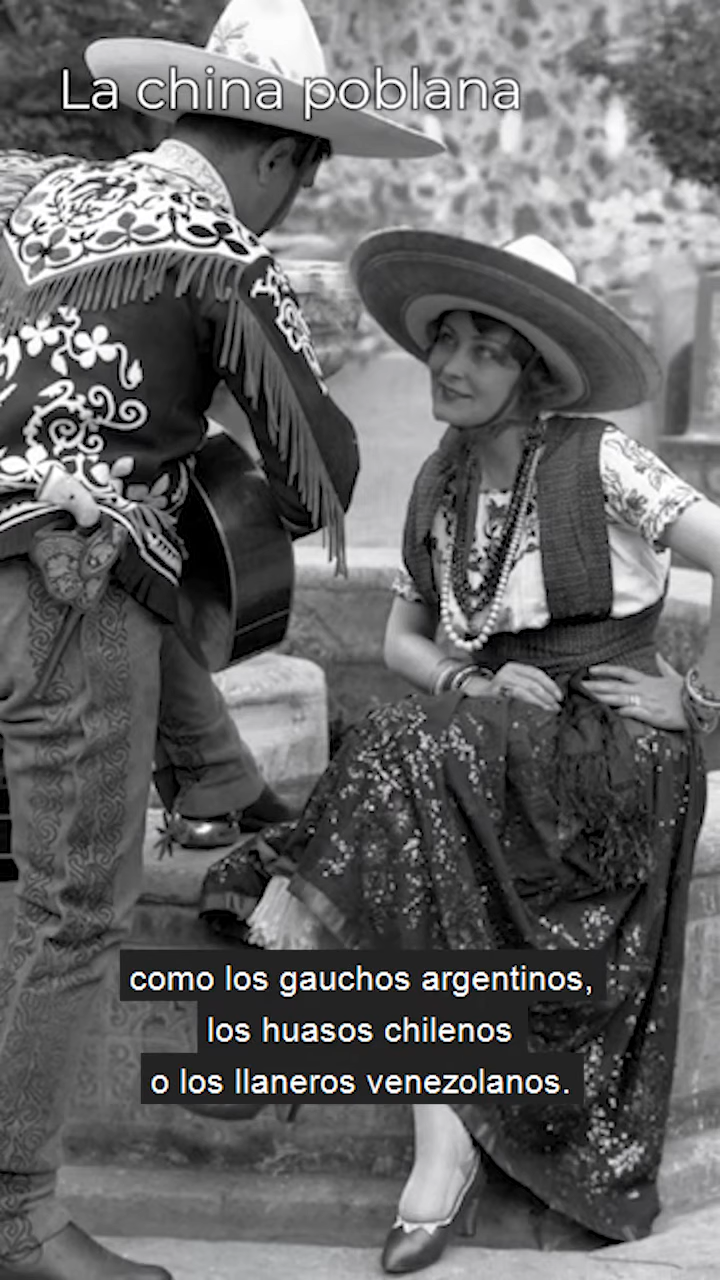 La china poblana
como los gauchos argentinos,
los huasos chilenos
o los llaneros venezolanos.